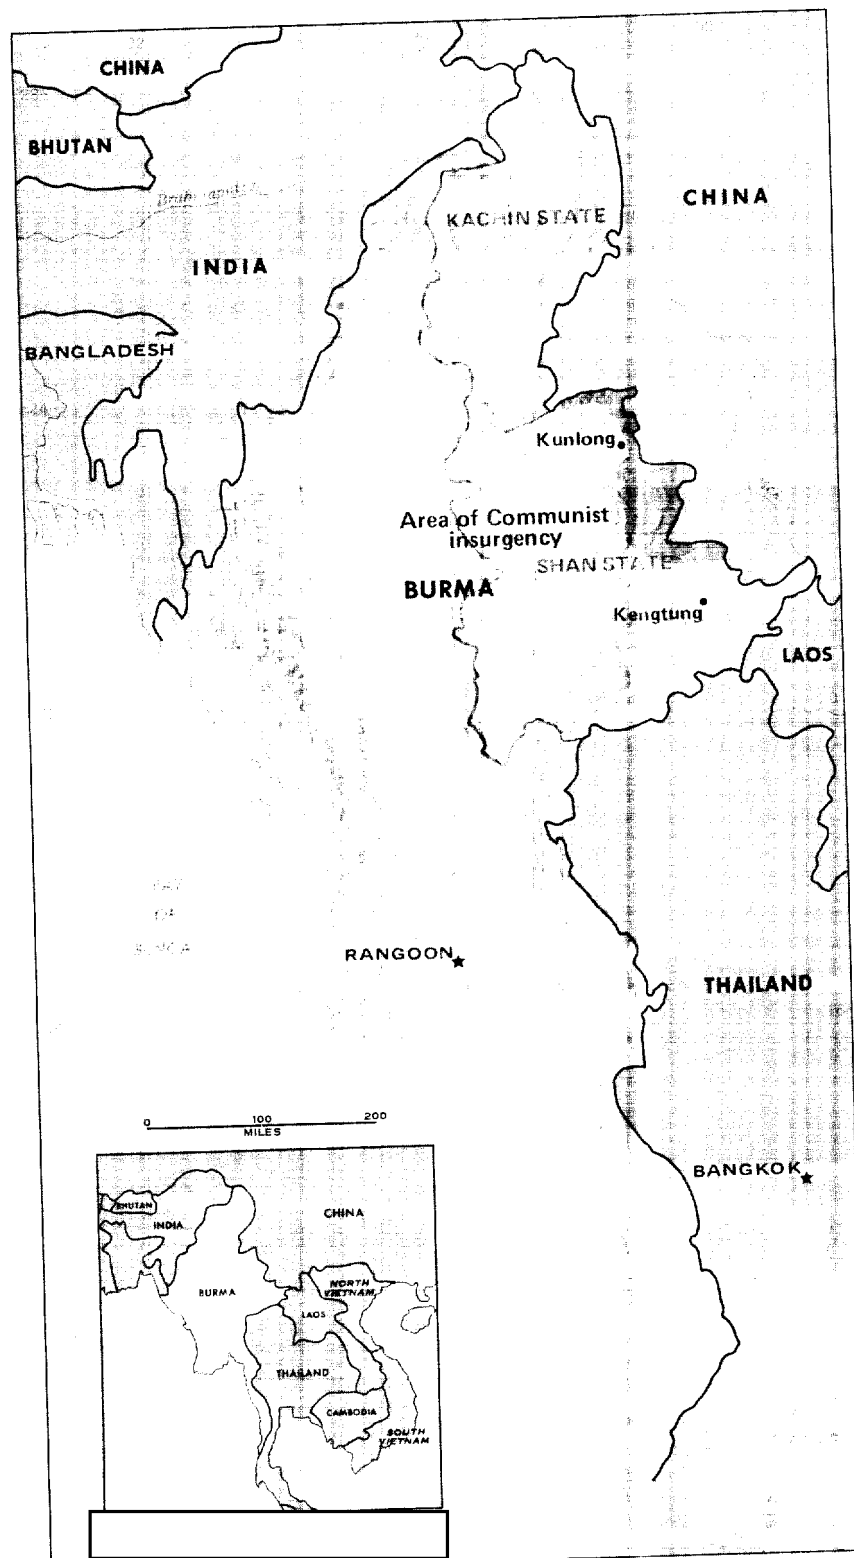 CHINA
BHUTAN
CHINA
KACHIN STATE
INDIA
BANGLADESH
Kunlong
Area of Communist
insurgency
SHAN STATE
BURMA
Kengtung
LAOS
RANGOON
THAILAND
0 100 200
MILES
BANGKOK
BHUTAN
INDIA
CHINA
BURMA
NORTH
VIETNAM
LAOS
THAILAND
CAMBODIA
SOUTH
VIETNAM